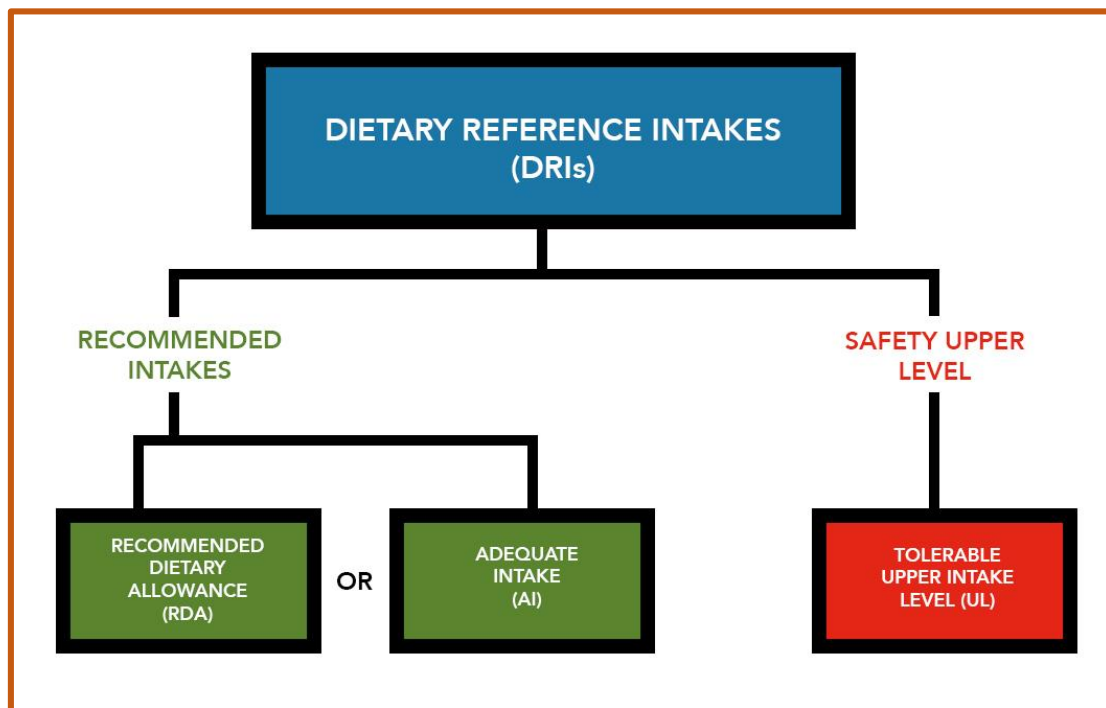 DIETARY REFERENCE INTAKES
(DRIs)
RECOMMENDED
INTAKES
SAFETY UPPER
LEVEL
RECOMMENDED
DIETARY
ALLOWANCE
(RDA)
OR
ADEQUATE
INTAKE
(AI)
TOLERABLE
UPPER INTAKE
LEVEL (UL)